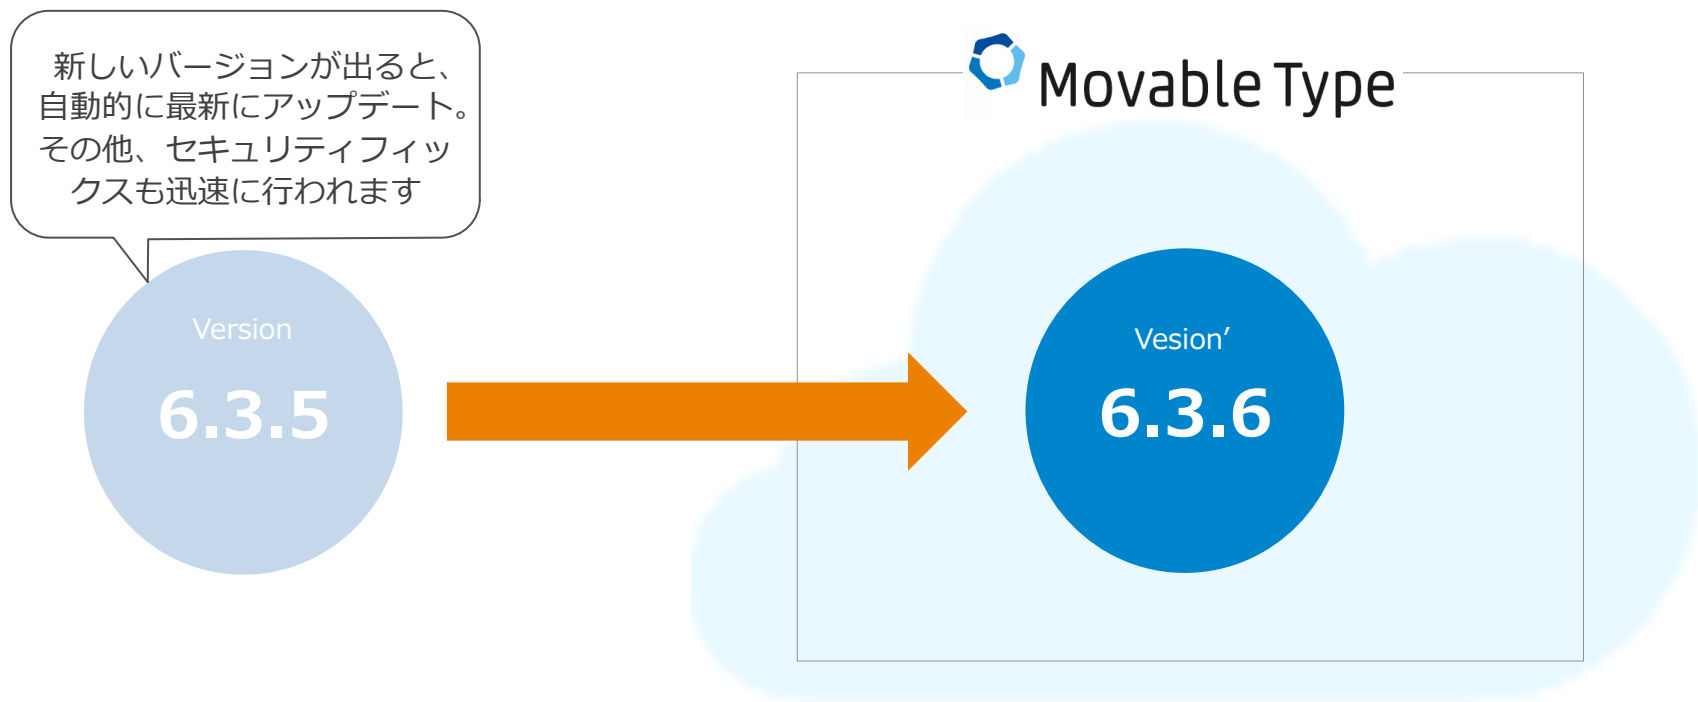 新しいバージョンが出ると、
自動的に最新にアップデート。
その他、セキュリティフィッ
クスも迅速に行われます
Movable Type
Version
6.3.5
Vesion’
6.3.6